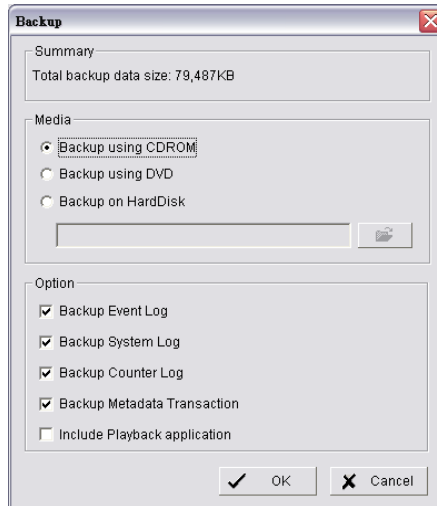 Backup
Summary
Total backup data size: 79,487KB
Media
Backup using CDROM
Backup using DVD
Backup on HardDisk
Option
Backup Event Log
Backup System Log
Backup Counter Log
Backup Metadata Transaction
Include Playback application
OK
Cancel